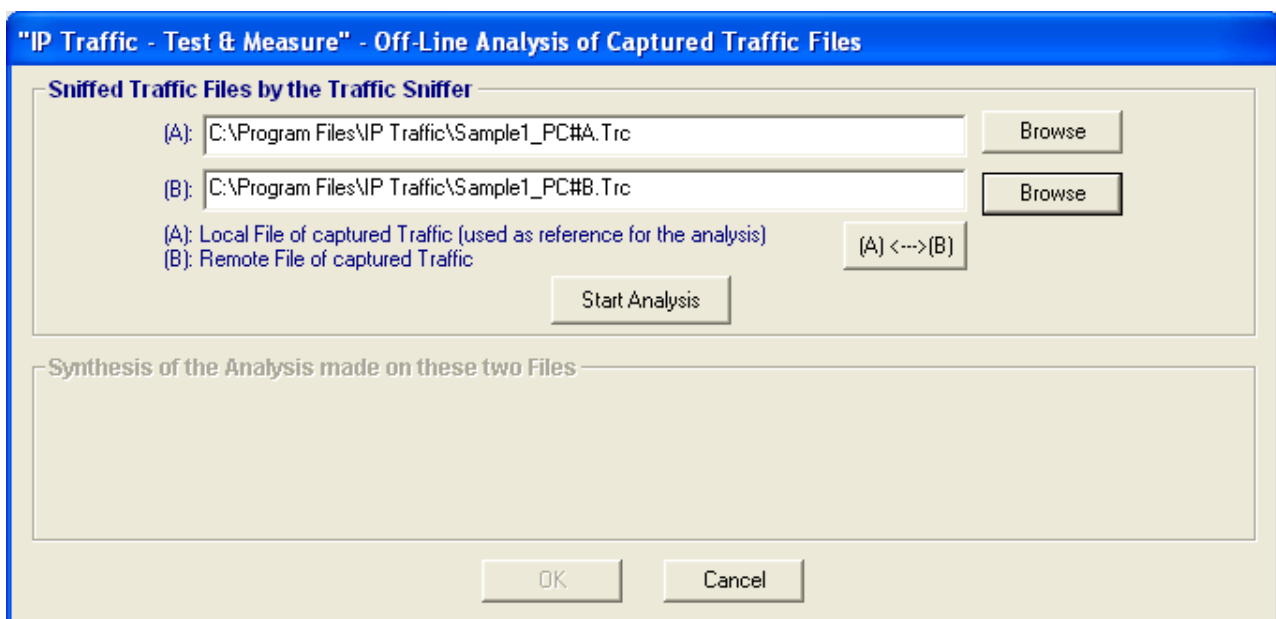 "IP Traffic - Test & Measure" - Off-Line Analysis of Captured Traffic Files
Sniffed Traffic Files by the Traffic Sniffer
(A): C:\Program Files\IP Traffic\Sample1_PC#A.Trc Browse
(B): C:\Program Files\IP Traffic\Sample1_PC#B.Trc Browse
(A): Local File of captured Traffic (used as reference for the analysis)
(B): Remote File of captured Traffic
(A) <--->(B)
Start Analysis
Synthesis of the Analysis made on these two Files
OK Cancel